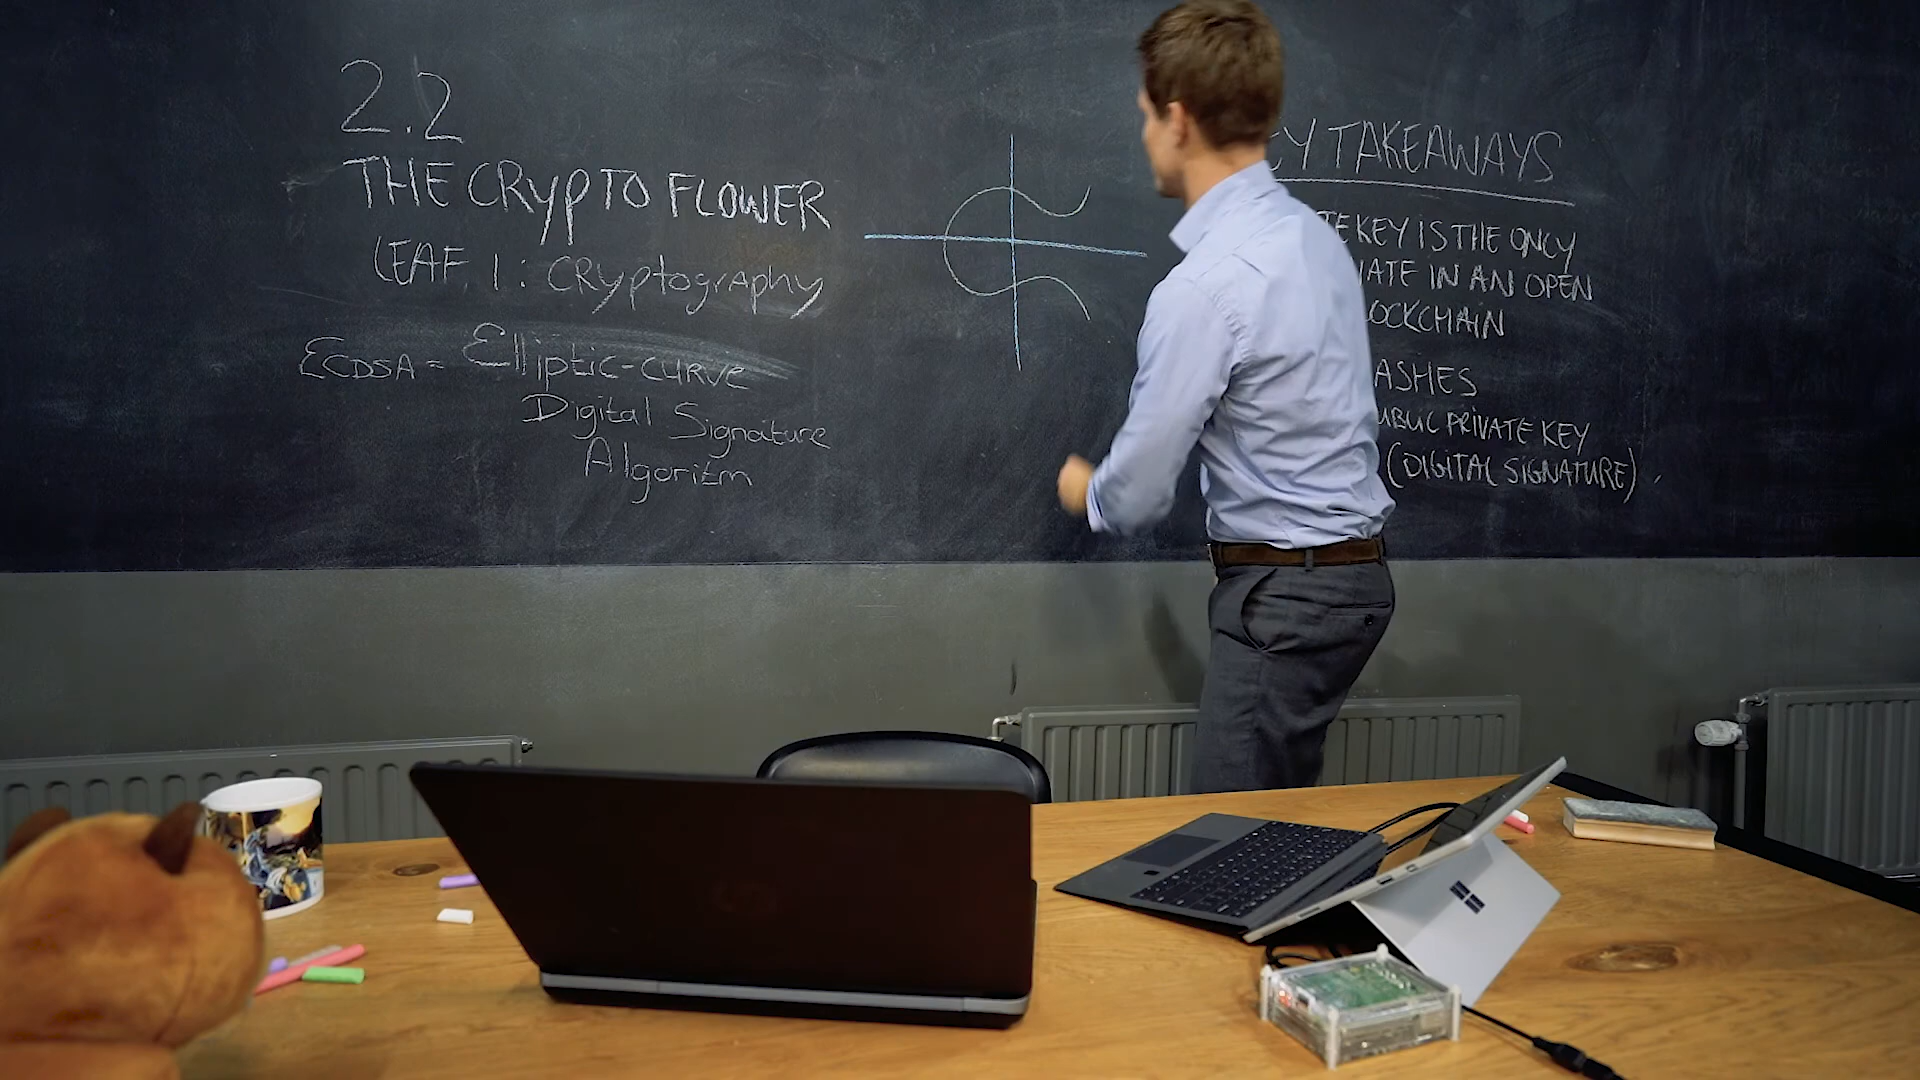 2.2
THE CRYPTO FLOWER
LEAF 1: CRyptogrAphy
ECDSA = Elliptic-CURVE
Digital Signature
Algoritm
TAKEAWAYS
KEY IS THE ONLY
IN AN OPEN
PRIVATE KEY
(DIGITAL SIGNATURE)